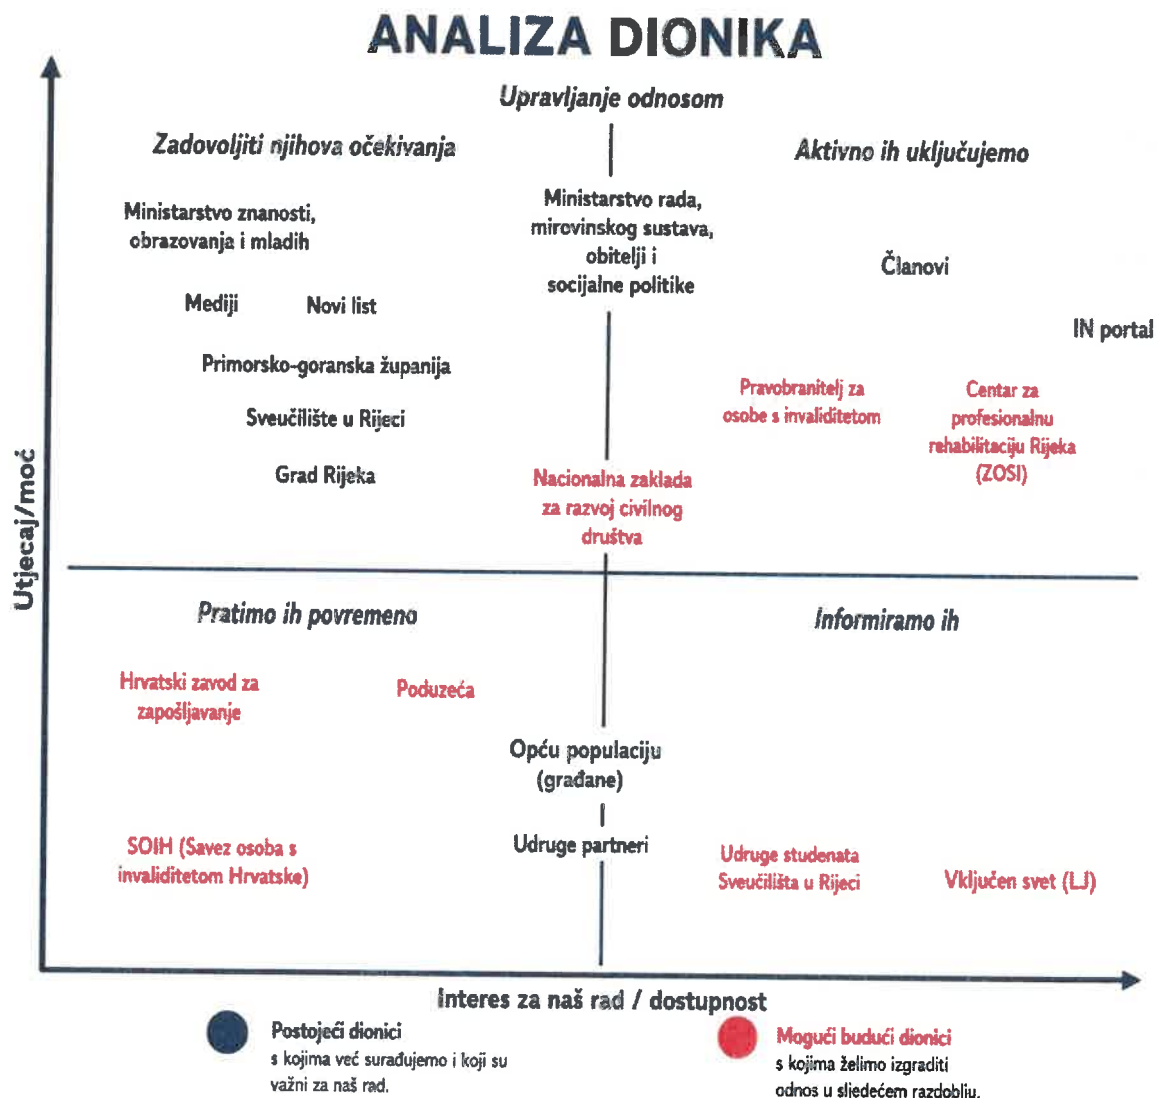 ANALIZA DIONIKA
Upravljanje odnosom
Zadovoljiti njihova očekivanja
Aktivno ih uključujemo
Ministarstvo znanosti,
obrazovanja i mladih
Mediji
Novi list
Primorsko-goranska županija
Sveučilište u Rijeci
Grad Rijeka
Ministarstvo rada,
mirovinskog sustava,
obitelji i
socijalne politike
Nacionalna zaklada
za razvoj civilnog
društva
Članovi
IN portal
Pravobranitelj za
osobe s invaliditetom
Centar za
profesionalnu
rehabilitaciju Rijeka
(ZOSI)
Utjecaj/moć
Pratimo ih povremeno
Informiramo ih
Hrvatski zavod za
zapošljavanje
Poduzeća
SOIH (Savez osoba s
invaliditetom Hrvatske)
Opću populaciju
(građane)
Udruge partneri
Udruge studenata
Sveučilišta u Rijeci
Vključen svet (LJ)
Interes za naš rad / dostupnost
Postojeći dionici
s kojima već surađujemo i koji su
važni za naš rad.
Mogući budući dionici
s kojima želimo izgraditi
odnos u sljedećem razdoblju.